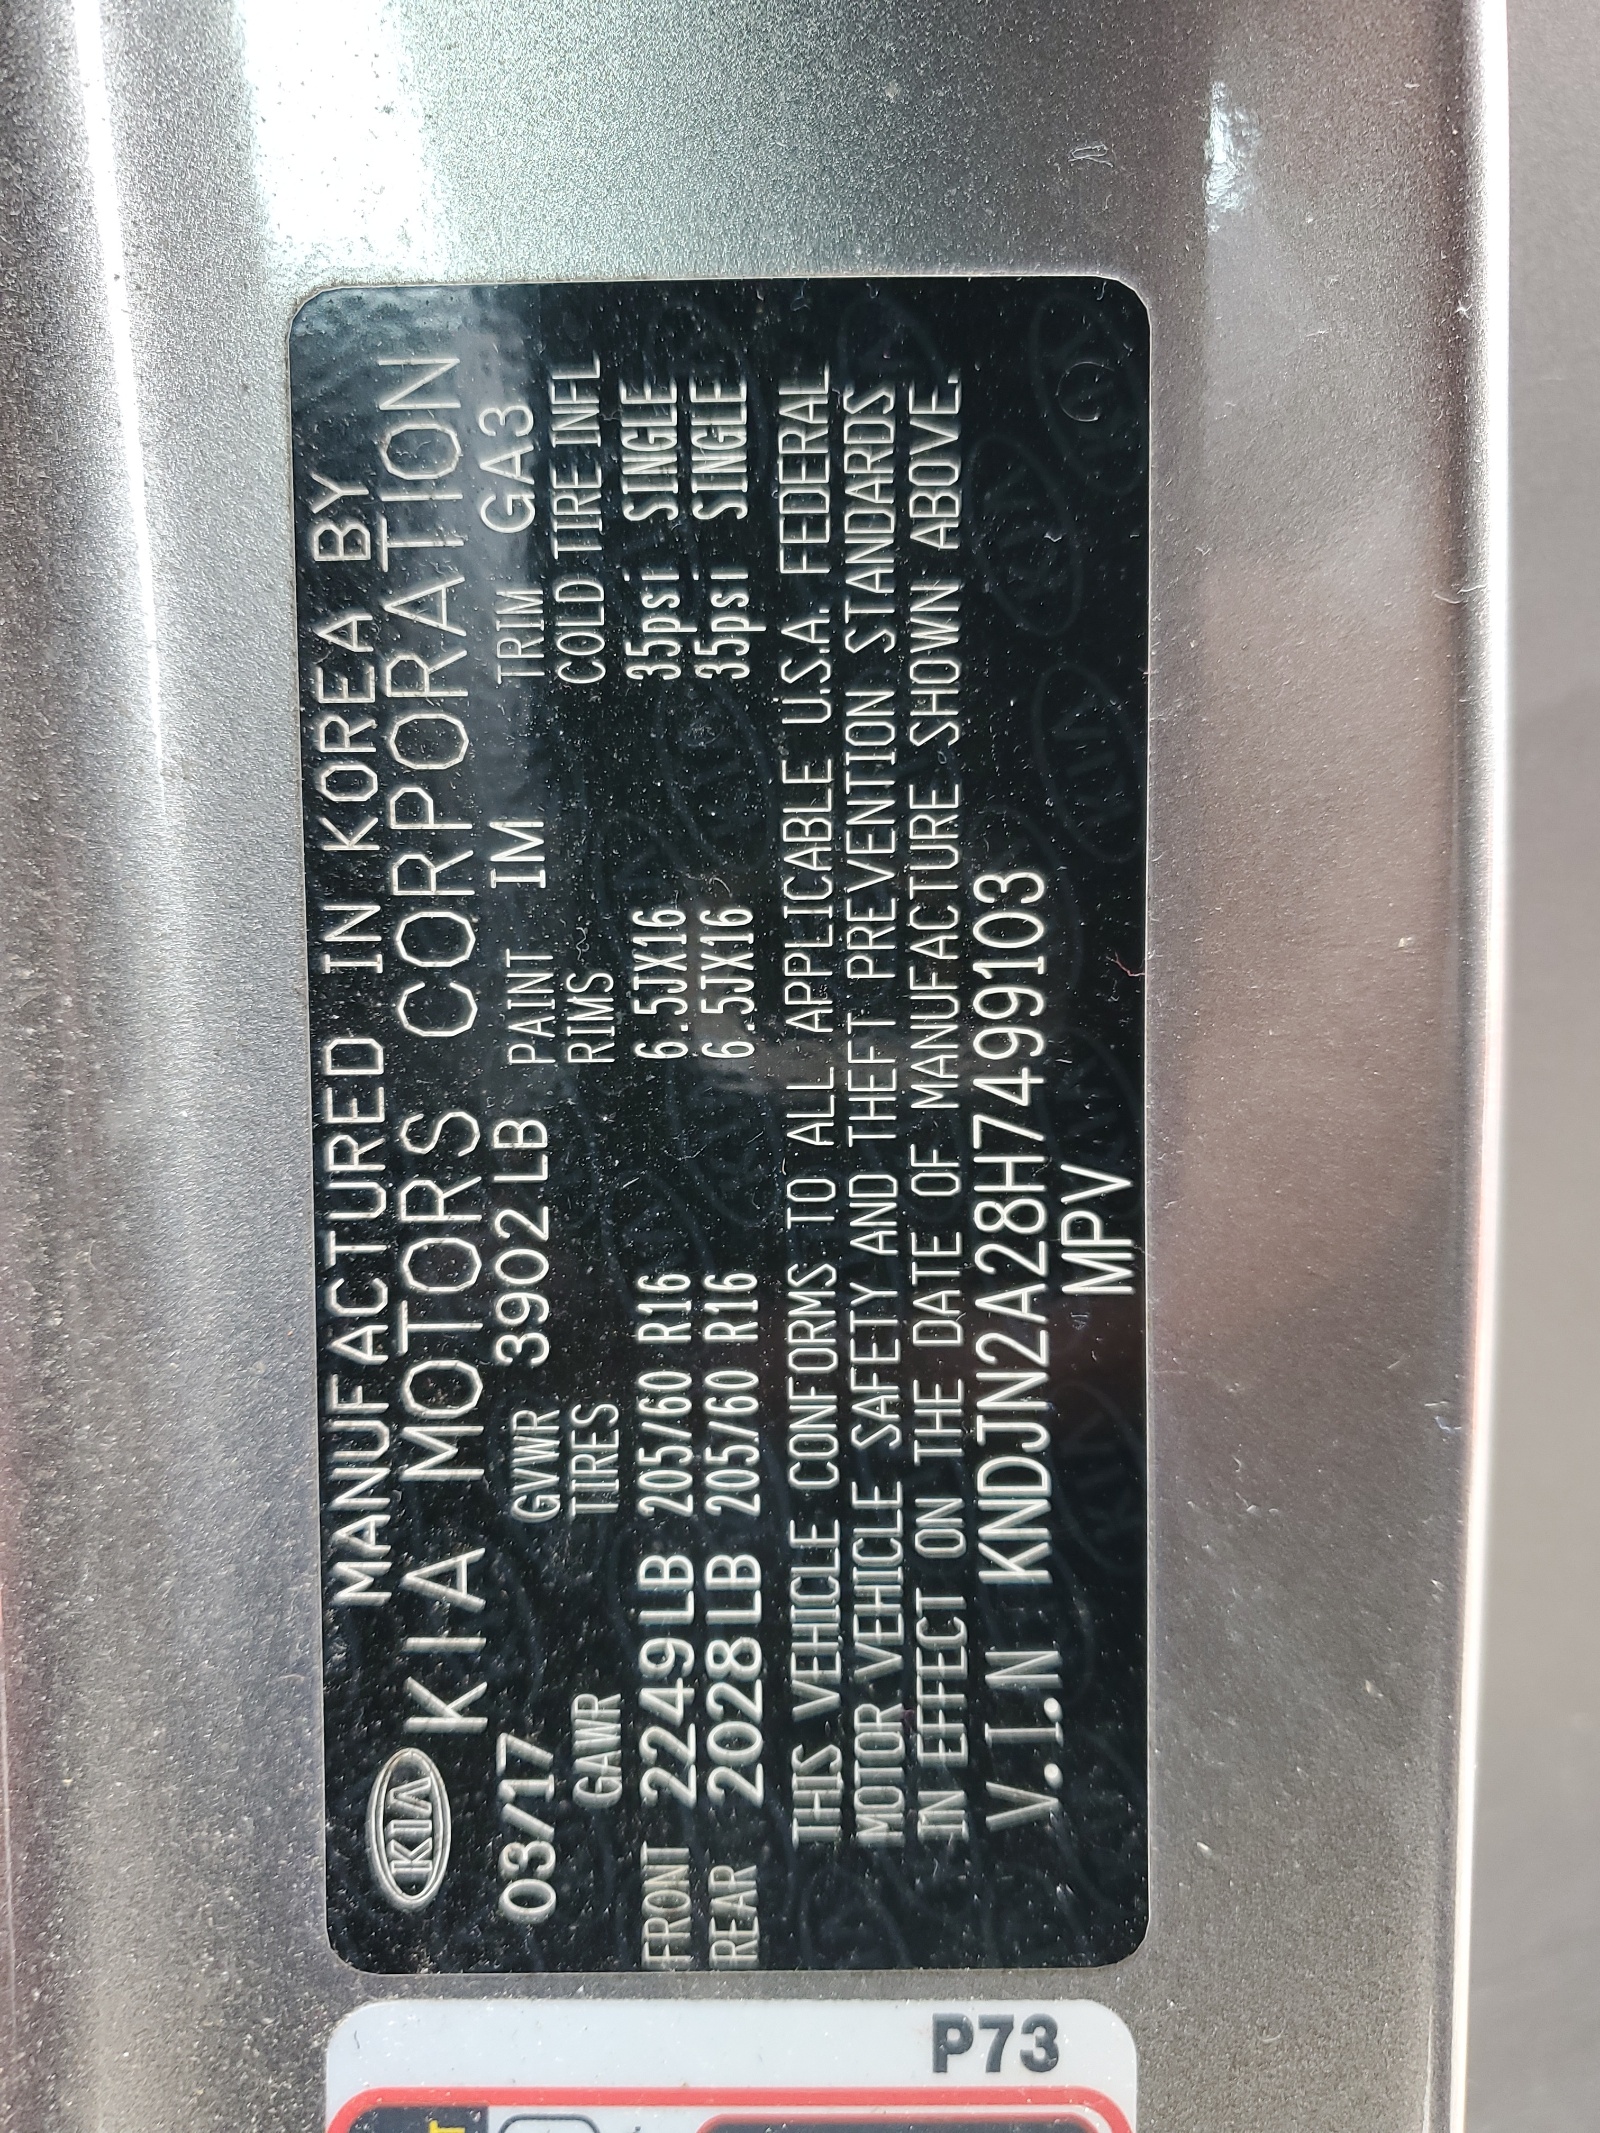 MANUFACTURED IN KOREA BY
KIA KIA MOTORS CORPORATION
03/17 GVWR 3902LB PAINT IM TRIM GA3
GAWR TIRES RIMS COLD TIRE INFL
FRONT 2249LB 205/60 R16 6.5JX16 35psi SINGLE
REAR 2028LB 205/60 R16 6.5JX16 35psi SINGLE
THIS VEHICLE CONFORMS TO ALL APPLICABLE U.S.A. FEDERAL
MOTOR VEHICLE SAFETY AND THEFT PREVENTION STANDARDS
IN EFFECT ON THE DATE OF MANUFACTURE SHOWN ABOVE.
V.I.N KNDJN2A28H7499103
MPV
P73